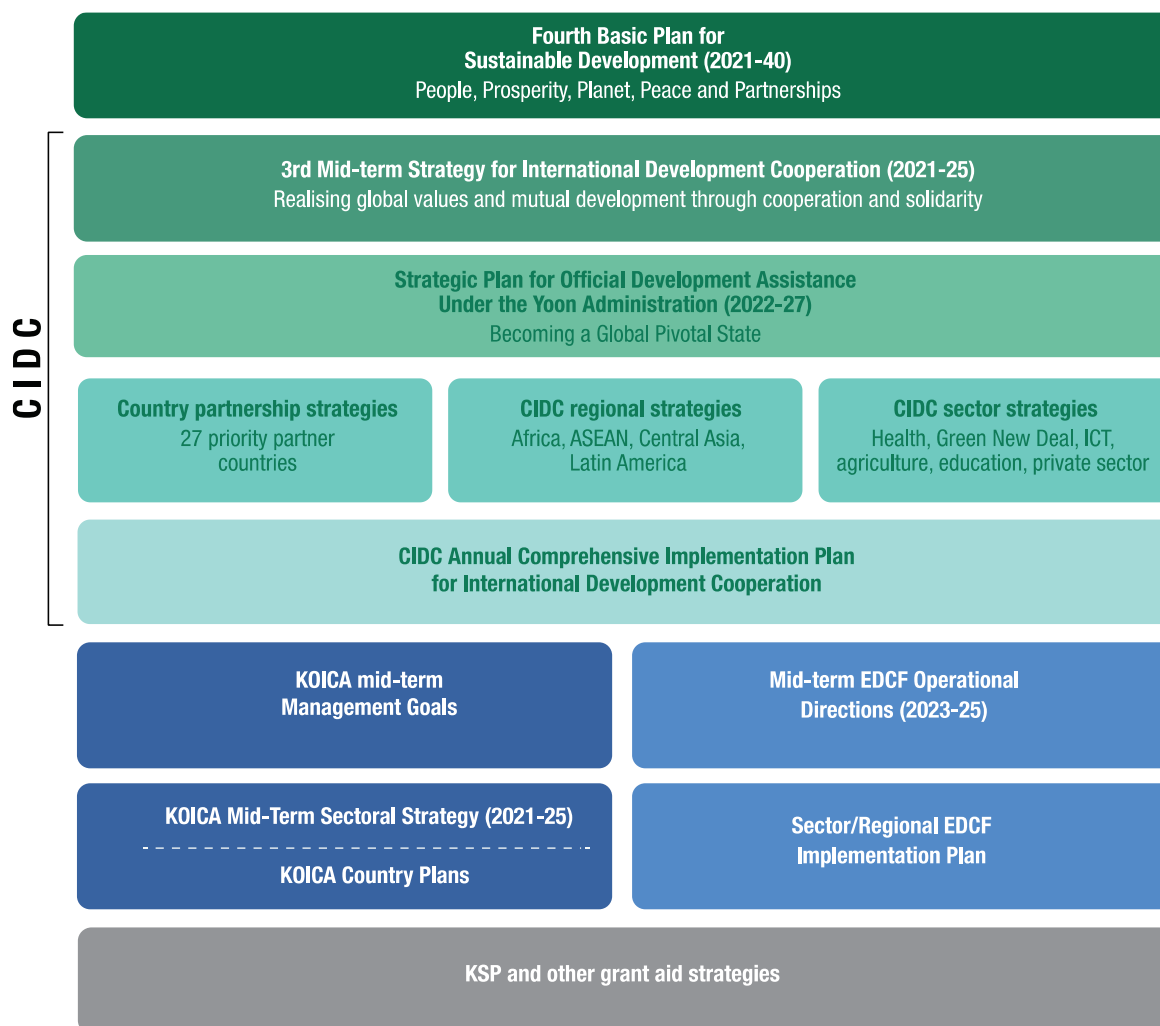 Fourth Basic Plan for
Sustainable Development (2021-40)
People, Prosperity, Planet, Peace and Partnerships
CIDC
3rd Mid-term Strategy for International Development Cooperation (2021-25)
Realising global values and mutual development through cooperation and solidarity
Strategic Plan for Official Development Assistance
Under the Yoon Administration (2022-27)
Becoming a Global Pivotal State
Country partnership strategies
27 priority partner
countries
CIDC regional strategies
Africa, ASEAN, Central Asia,
Latin America
CIDC sector strategies
Health, Green New Deal, ICT,
agriculture, education, private sector
CIDC Annual Comprehensive Implementation Plan
for International Development Cooperation
KOICA mid-term
Management Goals
Mid-term EDCF Operational
Directions (2023-25)
KOICA Mid-Term Sectoral Strategy (2021-25)
KOICA Country Plans
Sector/Regional EDCF
Implementation Plan
KSP and other grant aid strategies